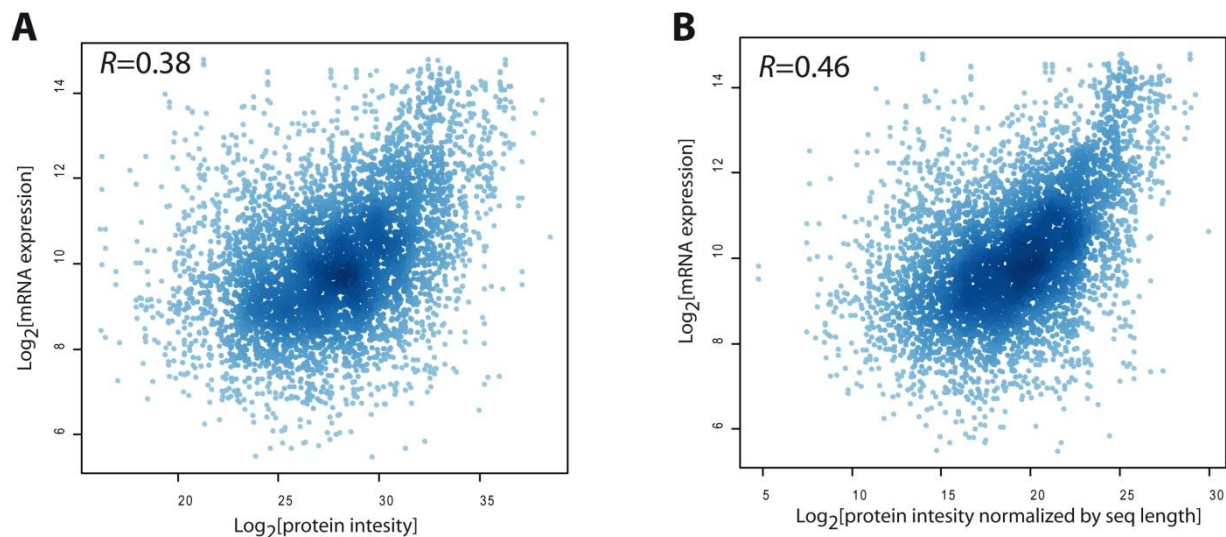 A
R=0.38
14
12
10
8
6
Log2[mRNA expression]
20
25
30
35
Log2[protein intesity]
B
R=0.46
14
12
10
8
6
Log2[mRNA expression]
5
10
15
20
25
30
Log2[protein intesity normalized by seq length]